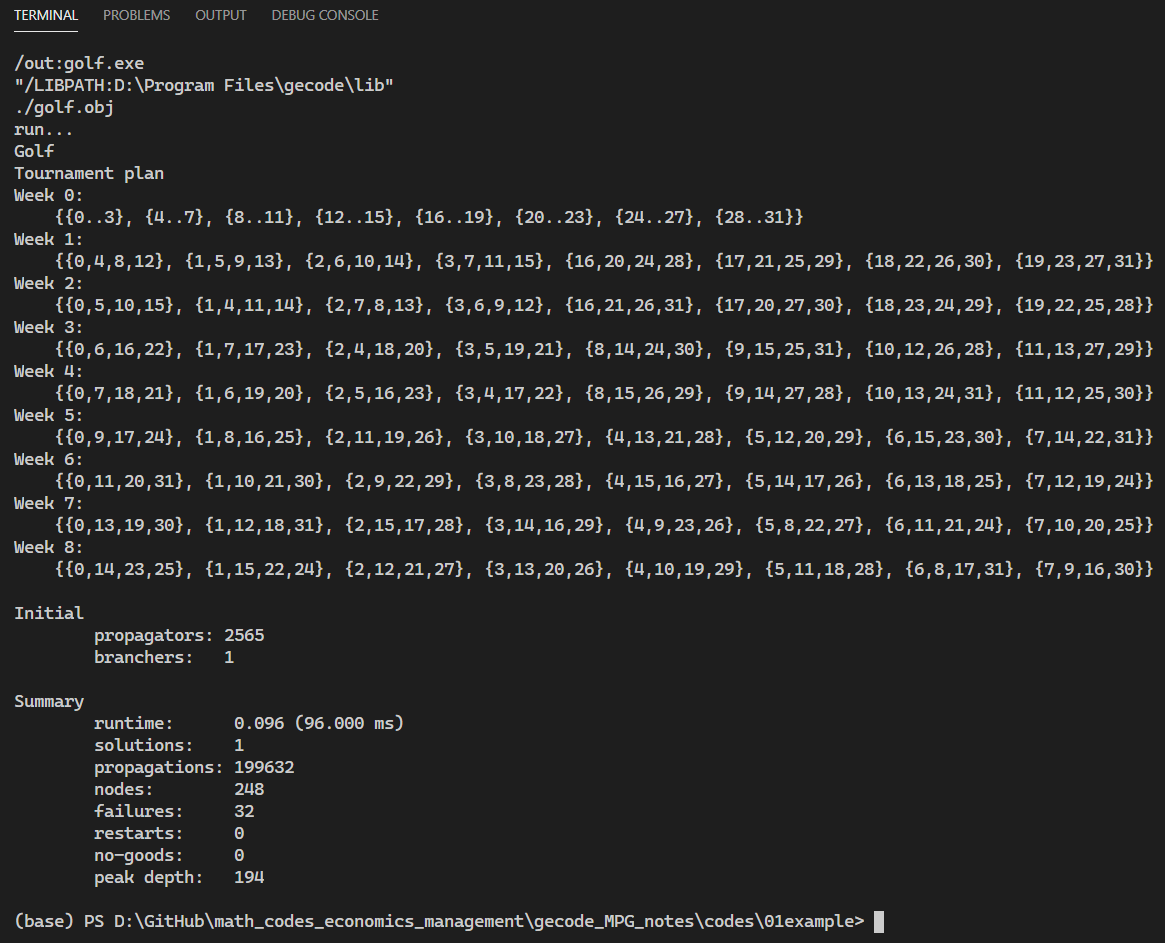 TERMINAL PROBLEMS OUTPUT DEBUG CONSOLE
/out:golf.exe
"/LIBPATH:D:\Program Files\gecode\lib"
./golf.obj
run...
Golf
Tournament plan
Week 0:
{{0..3}, {4..7}, {8..11}, {12..15}, {16..19}, {20..23}, {24..27}, {28..31}}
Week 1:
{{0,4,8,12}, {1,5,9,13}, {2,6,10,14}, {3,7,11,15}, {16,20,24,28}, {17,21,25,29}, {18,22,26,30}, {19,23,27,31}}
Week 2:
{{0,5,10,15}, {1,4,11,14}, {2,7,8,13}, {3,6,9,12}, {16,21,26,31}, {17,20,27,30}, {18,23,24,29}, {19,22,25,28}}
Week 3:
{{0,6,16,22}, {1,7,17,23}, {2,4,18,20}, {3,5,19,21}, {8,14,24,30}, {9,15,25,31}, {10,12,26,28}, {11,13,27,29}}
Week 4:
{{0,7,18,21}, {1,6,19,20}, {2,5,16,23}, {3,4,17,22}, {8,15,26,29}, {9,14,27,28}, {10,13,24,31}, {11,12,25,30}}
Week 5:
{{0,9,17,24}, {1,8,16,25}, {2,11,19,26}, {3,10,18,27}, {4,13,21,28}, {5,12,20,29}, {6,15,23,30}, {7,14,22,31}}
Week 6:
{{0,11,20,31}, {1,10,21,30}, {2,9,22,29}, {3,8,23,28}, {4,15,16,27}, {5,14,17,26}, {6,13,18,25}, {7,12,19,24}}
Week 7:
{{0,13,19,30}, {1,12,18,31}, {2,15,17,28}, {3,14,16,29}, {4,9,23,26}, {5,8,22,27}, {6,11,21,24}, {7,10,20,25}}
Week 8:
{{0,14,23,25}, {1,15,22,24}, {2,12,21,27}, {3,13,20,26}, {4,10,19,29}, {5,11,18,28}, {6,8,17,31}, {7,9,16,30}}
Initial
propagators: 2565
branchers: 1
Summary
runtime: 0.096 (96.000 ms)
solutions: 1
propagations: 199632
nodes: 248
failures: 32
restarts: 0
no-goods: 0
peak depth: 194
(base) PS D:\GitHub\math_codes_economics_management\gecode_MPG_notes\codes\01example>